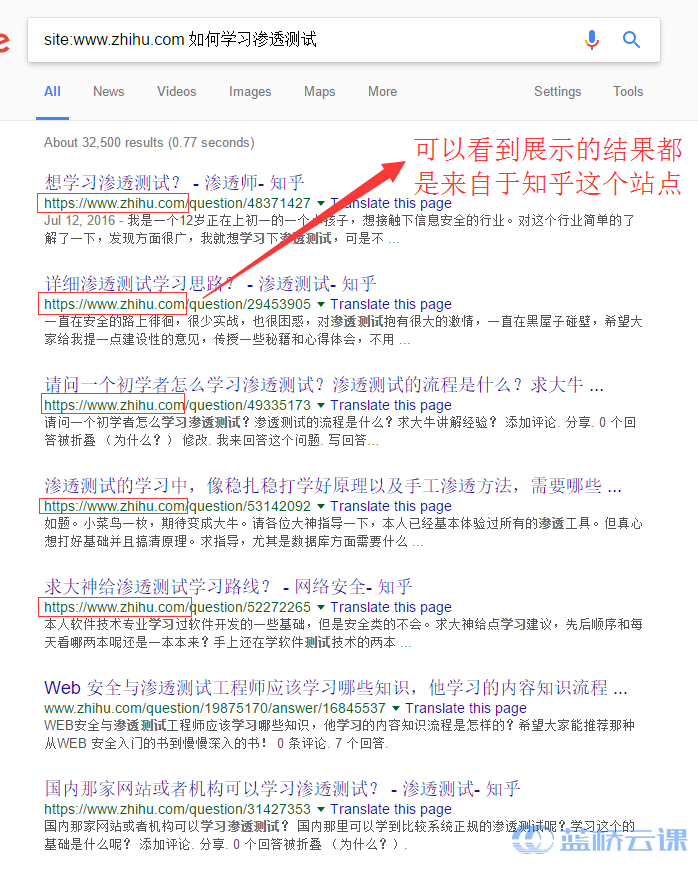 e
site:www.zhihu.com 如何学习渗透测试
All News Videos Images Maps More Settings Tools
About 32,500 results (0.77 seconds)
可以看到展示的结果都
是来自于知乎这个站点
想学习渗透测试？ - 渗透师- 知乎
https://www.zhihu.com/question/48371427 ▼ Translate this page
Jul 12, 2016 - 我是一个12岁正在上初一的一个小孩子，想接触下信息安全的行业。对这个行业简单的了
解了一下，发现方面很广，我就想学习下渗透测试，可是不 ...
详细渗透测试学习思路？ - 渗透测试- 知乎
https://www.zhihu.com/question/29453905 ▼ Translate this page
一直在安全的路上徘徊，很少实战，也很困惑，对渗透测试抱有很大的激情，一直在黑屋子碰壁，希望大
家给我提一点建设性的意见，传授一些秘籍和心得体会，不用 ...
请问一个初学者怎么学习渗透测试？渗透测试的流程是什么？求大牛 ...
https://www.zhihu.com/question/49335173 ▼ Translate this page
请问一个初学者怎么学习渗透测试？渗透测试的流程是什么？求大牛讲解经验？ 添加评论. 分享. 0 个回
答被折叠 （为什么？） 修改. 我来回答这个问题. 写回答...
渗透测试的学习中，像稳扎稳打学好原理以及手工渗透方法，需要哪些 ...
https://www.zhihu.com/question/53142092 ▼ Translate this page
如题。小菜鸟一枚，期待变成大牛。请各位大神指导一下，本人已经基本体验过所有的渗透工具。但真心
想打好基础并且搞清原理。求指导，尤其是数据库方面需要什么 ...
求大神给渗透测试学习路线？ - 网络安全- 知乎
https://www.zhihu.com/question/52272265 ▼ Translate this page
本人软件技术专业学习过软件开发的一些基础，但是安全类的不会。求大神给点学习建议，先后顺序和每
天看哪两本呢还是一本本来？手上还在学软件测试技术的两本 ...
Web 安全与渗透测试工程师应该学习哪些知识，他学习的内容知识流程 ...
www.zhihu.com/question/19875170/answer/16845537 ▼ Translate this page
WEB安全与渗透测试工程师应该学习哪些知识，他学习的内容知识流程是怎样的？希望大家能推荐那种
从WEB 安全入门的书到慢慢深入的书！ 0 条评论. 7 个回答.
国内那家网站或者机构可以学习渗透测试？ - 渗透测试- 知乎
https://www.zhihu.com/question/31427353 ▼ Translate this page
国内那家网站或者机构可以学习渗透测试？ 国内那里可以学到比较系统正规的渗透测试呢？学习这个的
基础是什么呢？ 添加评论. 分享. 0 个回答被折叠 （为什么？）.
蓝桥云课